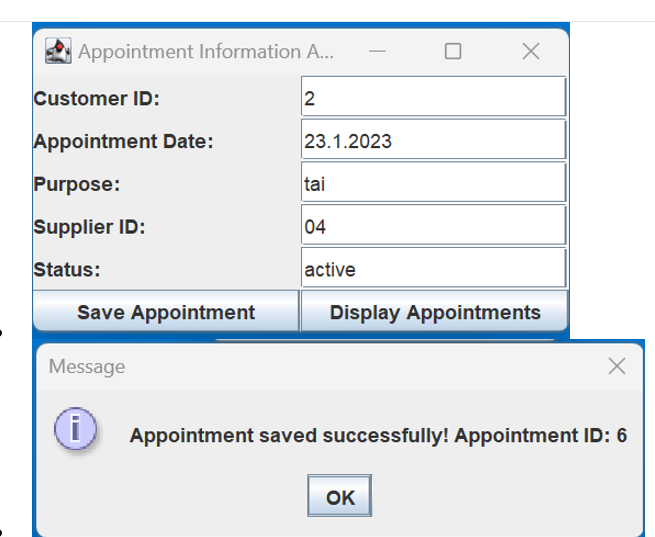 Appointment Information A...
Customer ID: 2
Appointment Date: 23.1.2023
Purpose: tai
Supplier ID: 04
Status: active
Save Appointment Display Appointments
Message
i
Appointment saved successfully! Appointment ID: 6
OK